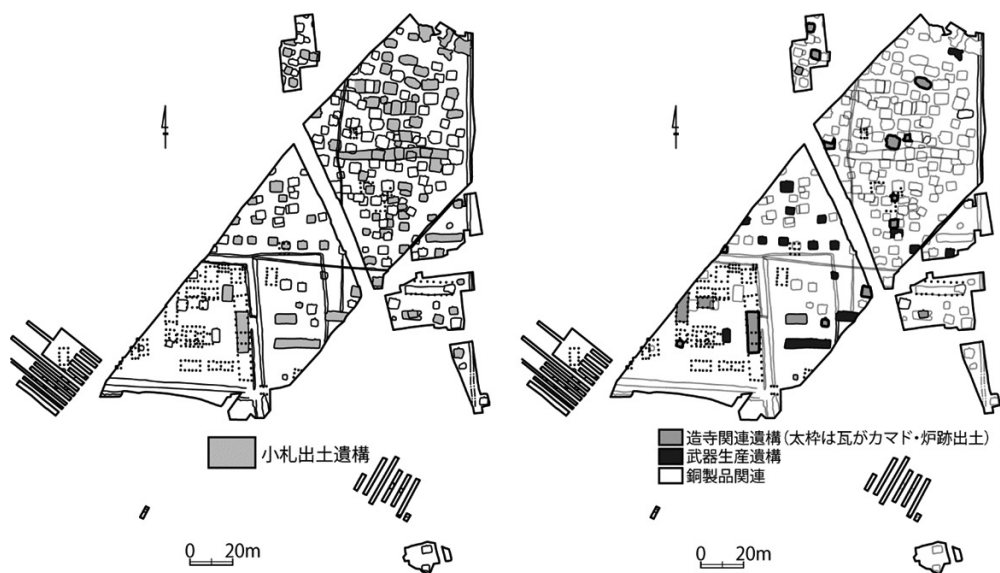 小札出土遺構
0 20m
造寺関連遺構(太枠は瓦がカマド・炉跡出土)
武器生産遺構
銅製品関連
0 20m